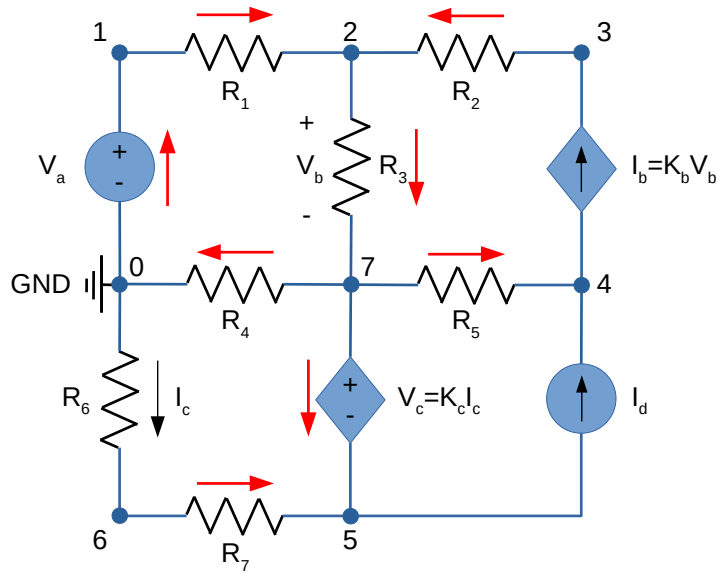 1
2
3
R1
R2
+
-
Va
+
Vb
-
R3
Ib=KbVb
GND
0
7
4
R4
R5
R6
Ic
+
-
Vc=KcIc
Id
6
R7
5